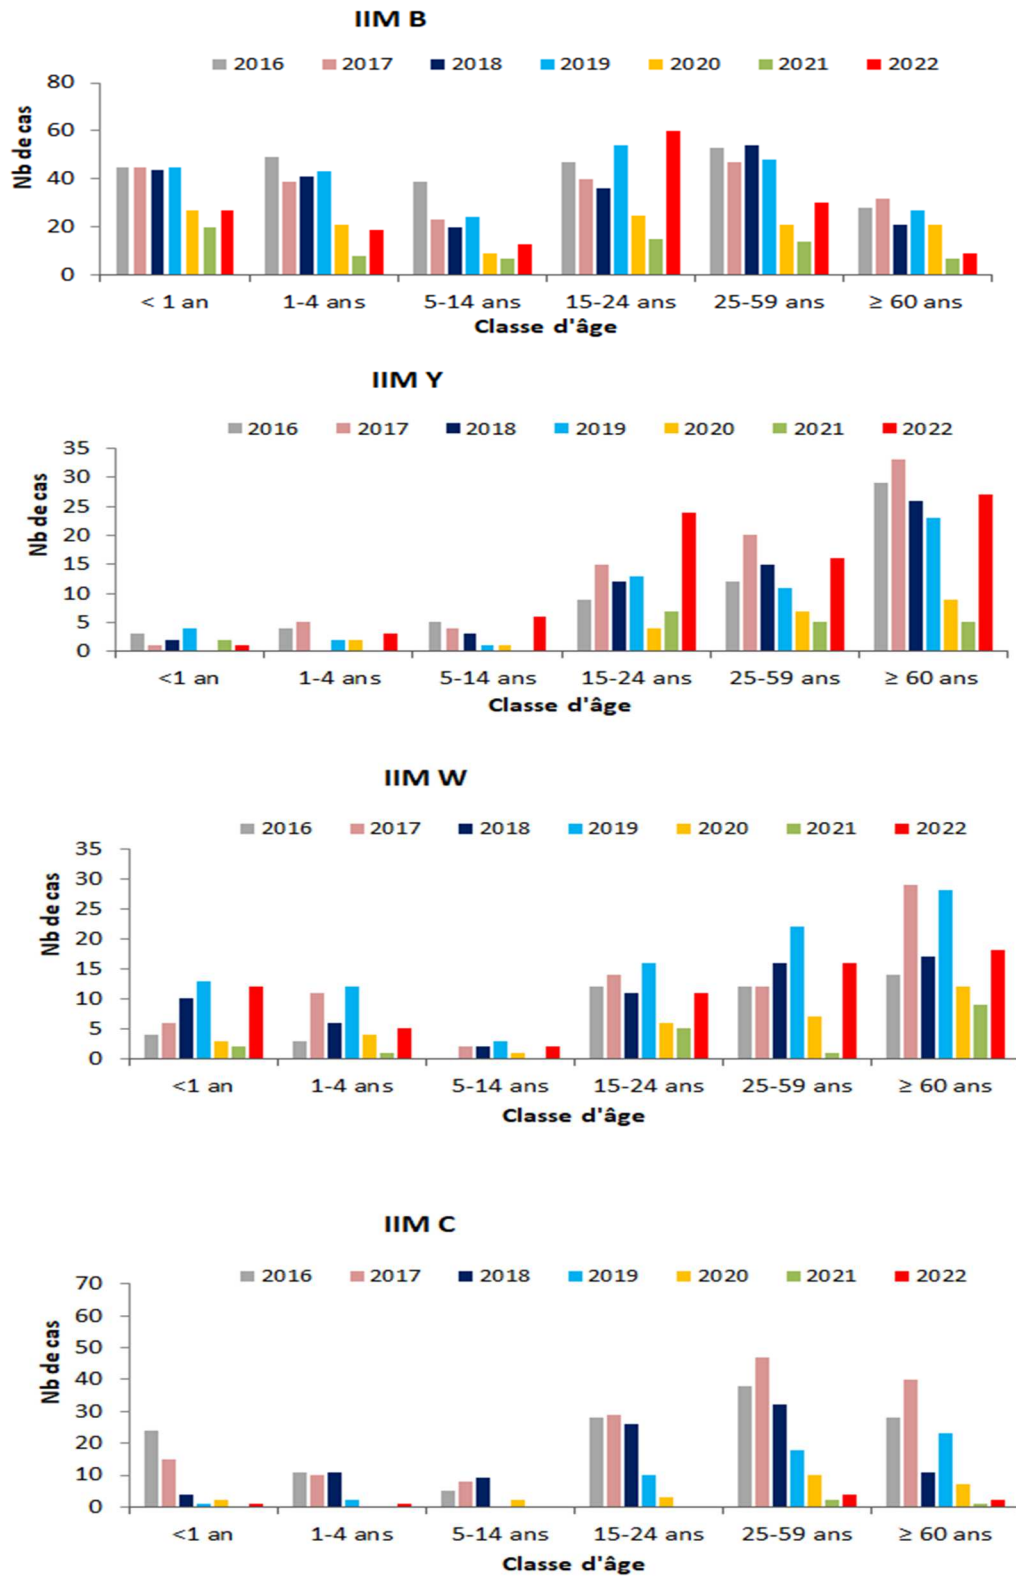 IIM B
2016 2017 2018 2019 2020 2021 2022
80
60
40
20
0
Nb de cas
< 1 an 1-4 ans 5-14 ans 15-24 ans 25-59 ans ≥ 60 ans
Classe d'âge
IIM Y
2016 2017 2018 2019 2020 2021 2022
35
30
25
20
15
10
5
0
Nb de cas
<1 an 1-4 ans 5-14 ans 15-24 ans 25-59 ans ≥ 60 ans
Classe d'âge
IIM W
2016 2017 2018 2019 2020 2021 2022
35
30
25
20
15
10
5
0
Nb de cas
<1 an 1-4 ans 5-14 ans 15-24 ans 25-59 ans ≥ 60 ans
Classe d'âge
IIM C
2016 2017 2018 2019 2020 2021 2022
70
60
50
40
30
20
10
0
Nb de cas
<1 an 1-4 ans 5-14 ans 15-24 ans 25-59 ans ≥ 60 ans
Classe d'âge